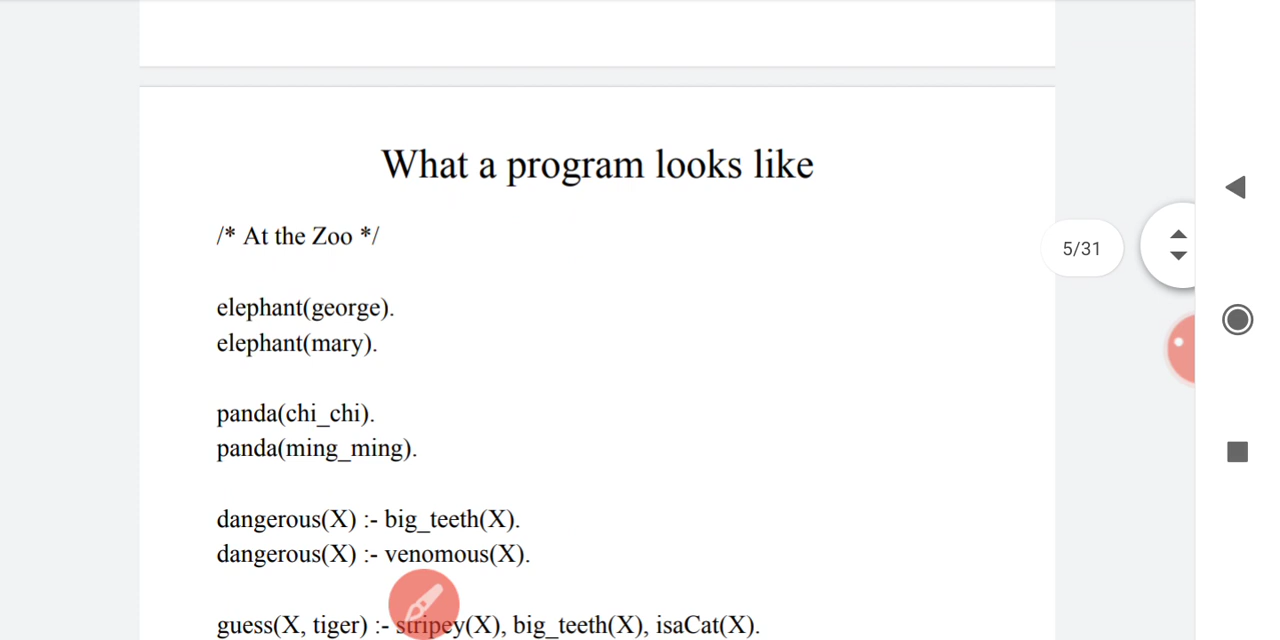 What a program looks like
/* At the Zoo */
5/31
elephant(george).
elephant(mary).
panda(chi_chi).
panda(ming_ming).
dangerous(X) :- big_teeth(X).
dangerous(X) :- venomous(X).
guess(X, tiger) :- stripey(X), big_teeth(X), isaCat(X).